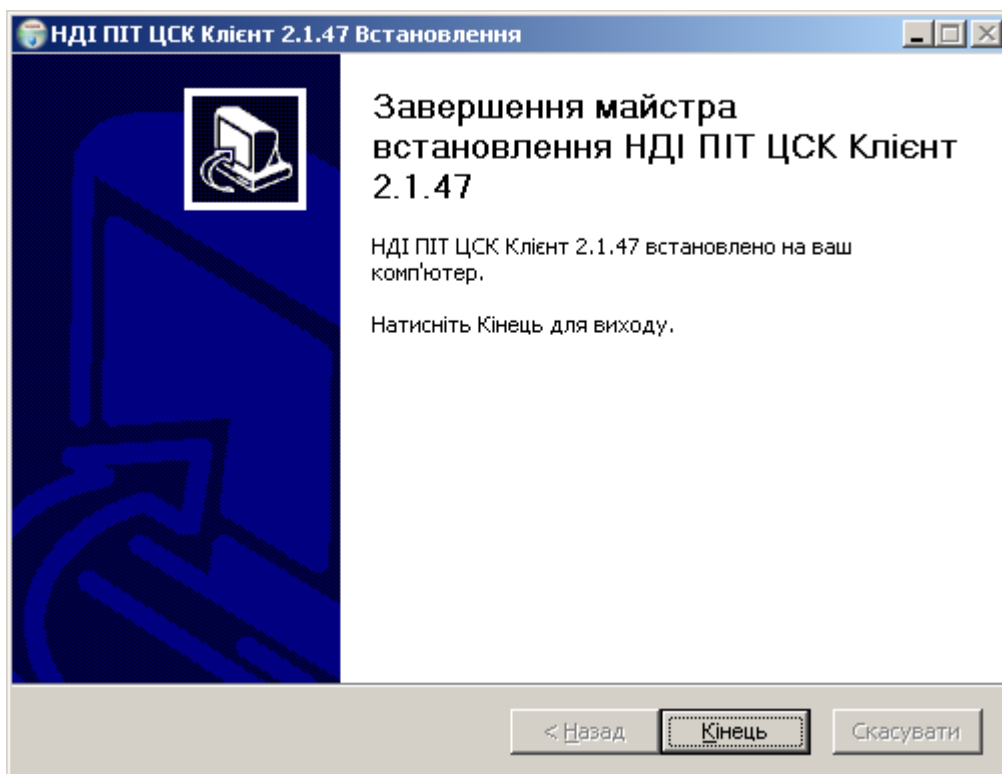 НДІ ПІТ ЦСК Клієнт 2.1.47 Встановлення
Завершення майстра
встановлення НДІ ПІТ ЦСК Клієнт
2.1.47
НДІ ПІТ ЦСК Клієнт 2.1.47 встановлено на ваш
комп'ютер.
Натисніть Кінець для виходу.
< Назад Кінець Скасувати